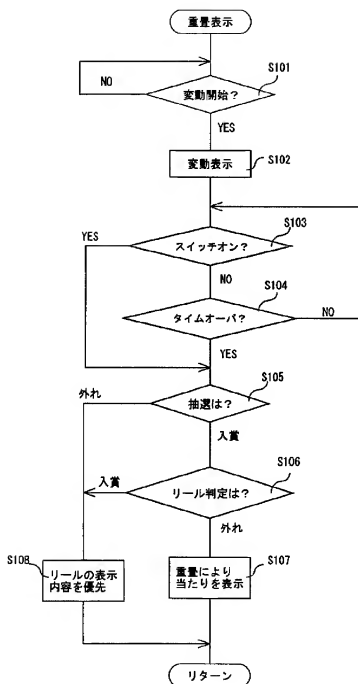 重畳表示
S101
NO
変動開始？
YES
S102
変動表示
S103
YES
スイッチオン？
NO
S104
タイムオーバ？
NO
YES
S105
外れ
抽選は？
入賞
S106
入賞
リール判定は？
外れ
S108
S107
リールの表示
内容を優先
重畳により
当たりを表示
リターン